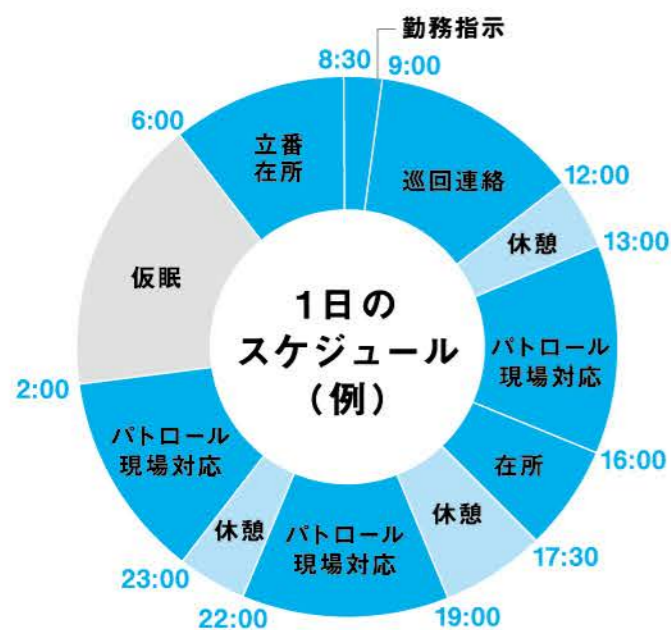 勤務指示
8:30
9:00
6:00
立番
在所
巡回連絡
12:00
休憩
13:00
仮眠
1日の
スケジュール
(例)
パトロール
現場対応
2:00
パトロール
現場対応
16:00
在所
休憩
休憩
パトロール
現場対応
17:30
23:00
22:00
19:00